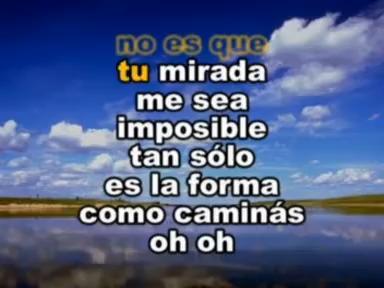 no es que
tu mirada
me sea
imposible
tan sólo
es la forma
como caminás
oh oh